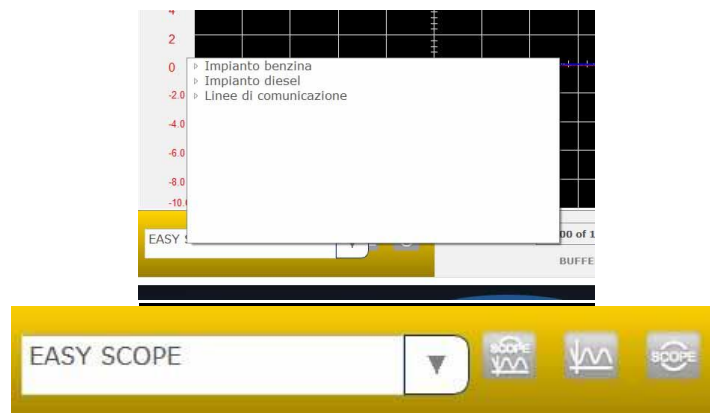 4
2
0
Impianto benzina
Impianto diesel
-2.0
Linee di comunicazione
-4.0
-6.0
-8.0
-10.0
EASY S
00 of 1
BUFFE
EASY SCOPE
SCOPE
SCOPE